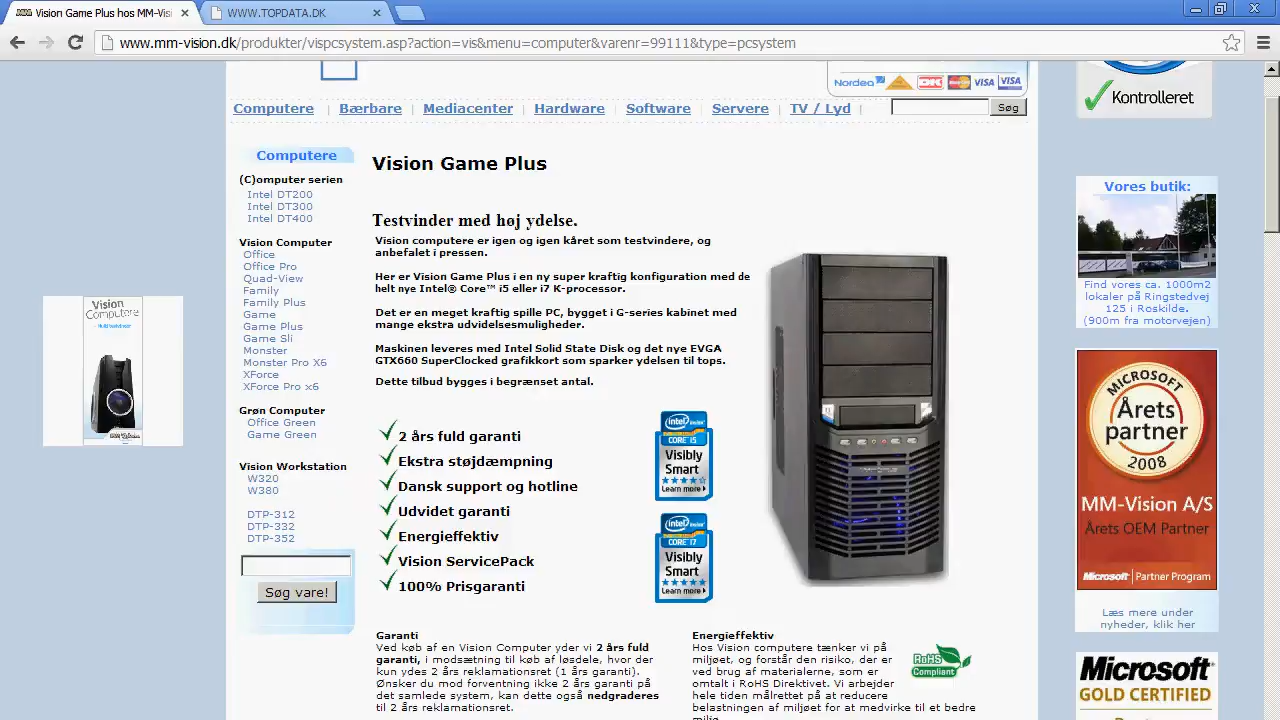 Vision Game Plus hos MM-Visi
WWW.TOPDATA.DK
www.mm-vision.dk/produkter/vispcsystem.asp?action=vis&menu=computer&varenr=99111&type=pcsystem
Nordea DK VISA VISA
Kontrolleret
Computere | Bærbare | Mediacenter | Hardware | Software | Servere | TV / Lyd |
Søg
Computere
(C)omputer serien
Intel DT200
Intel DT300
Intel DT400
Vision Computer
Office
Office Pro
Quad-View
Family
Family Plus
Game
Game Plus
Game Sli
Monster
Monster Pro X6
XForce
XForce Pro x6
Grøn Computer
Office Green
Game Green
Vision Workstation
W320
W380
DTP-312
DTP-332
DTP-352
Søg vare!
Vision
Computere
Vision Game Plus
Testvinder med høj ydelse.
Vision computere er igen og igen kåret som testvindere, og
anbefalet i pressen.
Her er Vision Game Plus i en ny super kraftig konfiguration med de
helt nye Intel® Core™ i5 eller i7 K-processor.
Det er en meget kraftig spille PC, bygget i G-series kabinet med
mange ekstra udvidelsesmuligheder.
Maskinen leveres med Intel Solid State Disk og det nye EVGA
GTX660 SuperClocked grafikkort som sparker ydelsen til tops.
Dette tilbud bygges i begrænset antal.
2 års fuld garanti
Ekstra støjdæmpning
Dansk support og hotline
Udvidet garanti
Energieffektiv
Vision ServicePack
100% Prisgaranti
intel inside
CORE i5
Visibly
Smart
Learn more
intel inside
CORE i7
Visibly
Smart
Learn more
Garanti
Ved køb af en Vision Computer yder vi 2 års fuld
garanti, i modsætning til køb af løsdele, hvor der
kun ydes 2 års reklamationsret (1 års garanti).
Ønsker du mod forventning ikke 2 års garanti på
det samlede system, kan dette også nedgraderes
til 2 års reklamationsret.
Energieffektiv
Hos Vision computere tænker vi på
miljøet, og forstår den risiko, der er
ved brug af materialerne, som er
omtalt i RoHS Direktivet. Vi arbejder
hele tiden målrettet på at reducere
belastningen af miljøet for at medvirke til et bedre
RoHS
Compliant
Vores butik:
Find vores ca. 1000m2
lokaler på Ringstedvej
125 i Roskilde.
(900m fra motorvejen)
MICROSOFT
Årets
partner
2008
MM-Vision A/S
Årets OEM Partner
Microsoft Partner Program
Læs mere under
nyheder, klik her
Microsoft
GOLD CERTIFIED